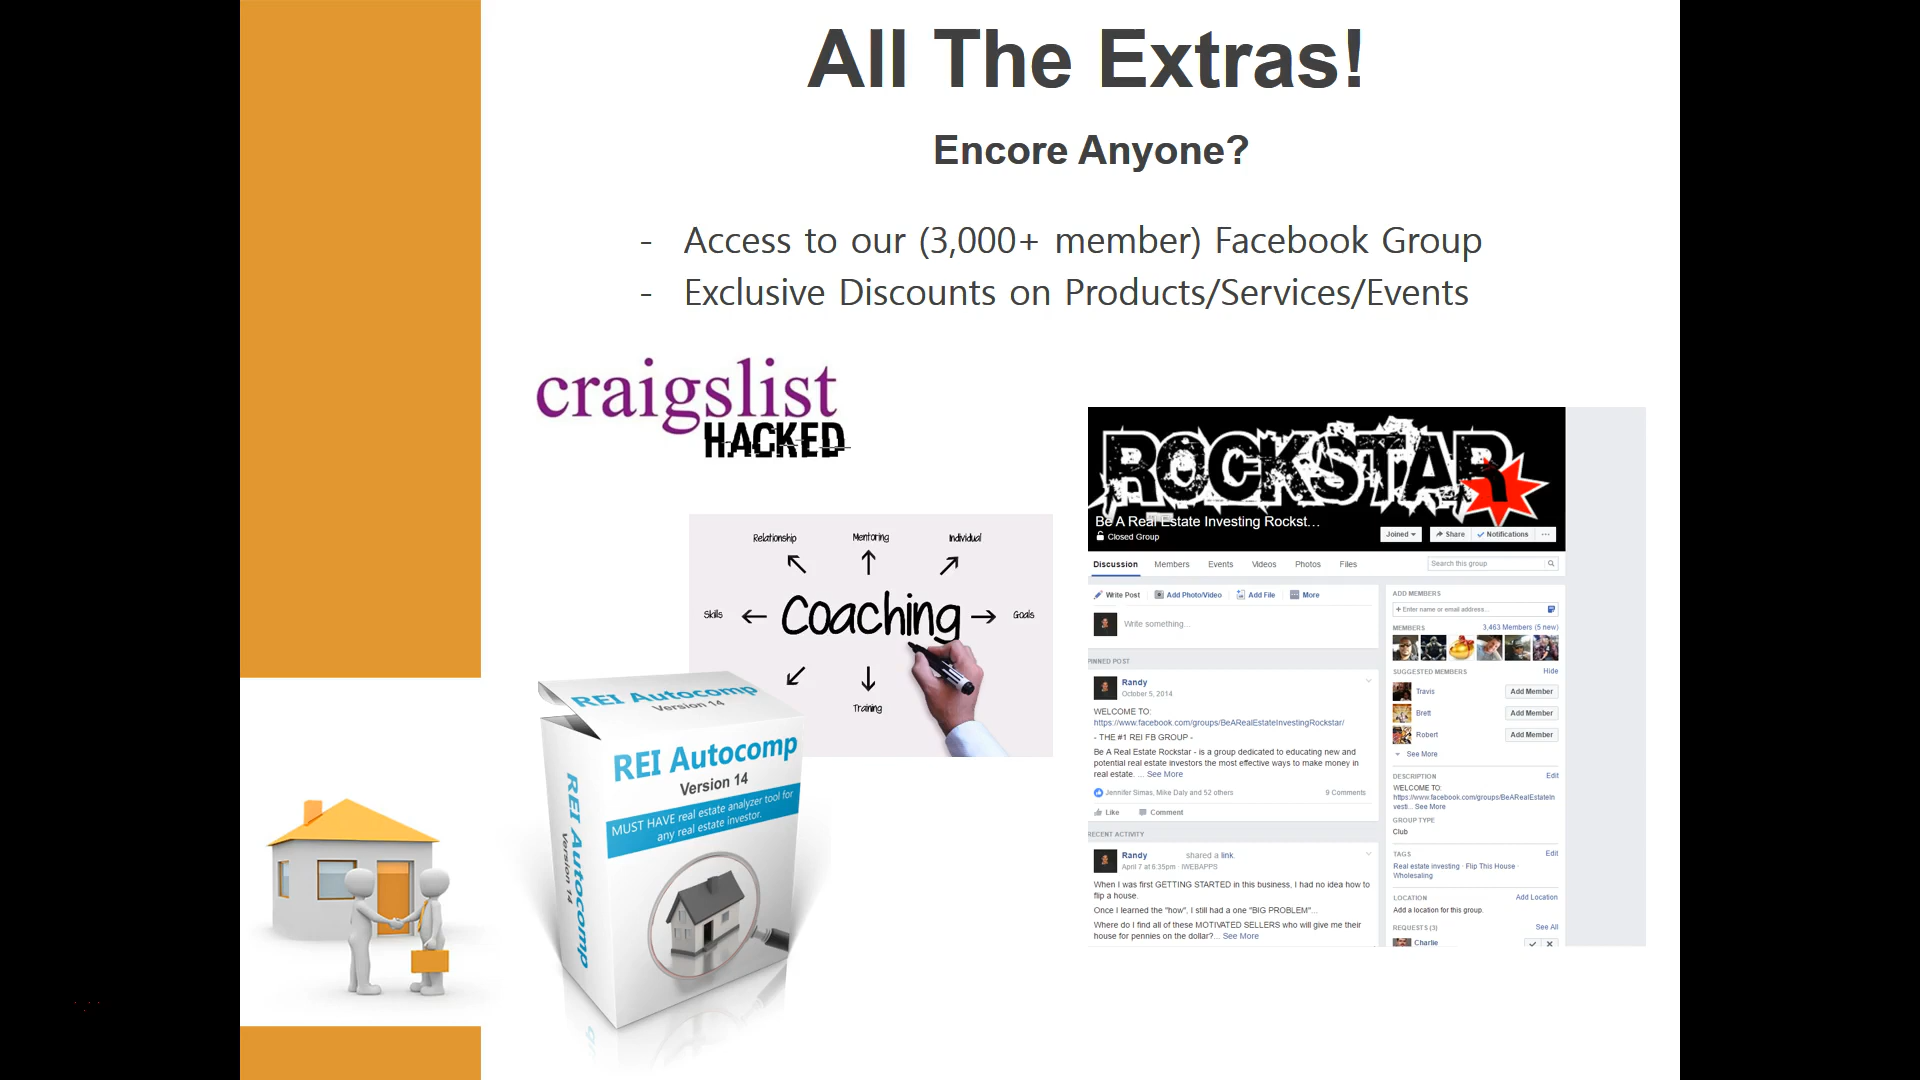 All The Extras!
Encore Anyone?
- Access to our (3,000+ member) Facebook Group
- Exclusive Discounts on Products/Services/Events
craigslist
HACKED
Relationship Mentoring Individual
Skills Coaching Goals
Training
REI Autocomp
Version 14
REI Autocomp
Version 14
MUST HAVE real estate analyzer tool for
any real estate investor.
REI Autocomp
Version 14
ROCKSTAR
Be A Real Estate Investing Rockst...
Closed Group
Joined Share Notifications ...
Discussion Members Events Videos Photos Files
Search this group
Write Post Add Photo/Video Add File More
Write something...
PINNED POST
Randy
October 5, 2014
WELCOME TO:
https://www.facebook.com/groups/BeARealEstateInvestingRockstar/
- THE #1 REI FB GROUP -
Be A Real Estate Rockstar - is a group dedicated to educating new and
potential real estate investors the most effective ways to make money in
real estate. ... See More
Jennifer Simas, Mike Daly and 52 others 9 Comments
Like Comment
RECENT ACTIVITY
Randy shared a link.
April 7 at 6:35pm · IWEBAPPS
When I was first GETTING STARTED in this business, I had no idea how to
flip a house.
Once I learned the "how", I still had a one "BIG PROBLEM"...
Where do I find all of these MOTIVATED SELLERS who will give me their
house for pennies on the dollar?... See More
ADD MEMBERS
+ Enter name or email address...
MEMBERS 3,463 Members (5 new)
SUGGESTED MEMBERS Hide
Travis Add Member
Brett Add Member
Robert Add Member
See More
DESCRIPTION Edit
WELCOME TO:
https://www.facebook.com/groups/BeARealEstateIn
vesti... See More
GROUP TYPE
Club
TAGS Edit
Real estate investing · Flip This House ·
Wholesaling
LOCATION Add Location
Add a location for this group.
REQUESTS (3) See All
Charlie